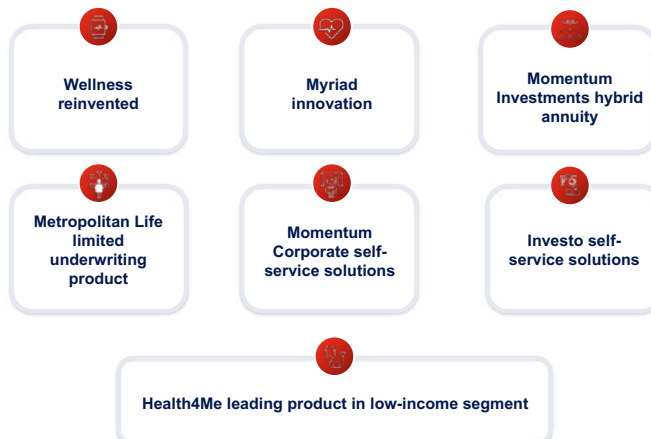 Wellness
reinvented
Myriad
innovation
Momentum
Investments hybrid
annuity
Metropolitan Life
limited
underwriting
product
Momentum
Corporate self-
service solutions
Investo self-
service solutions
Health4Me leading product in low-income segment